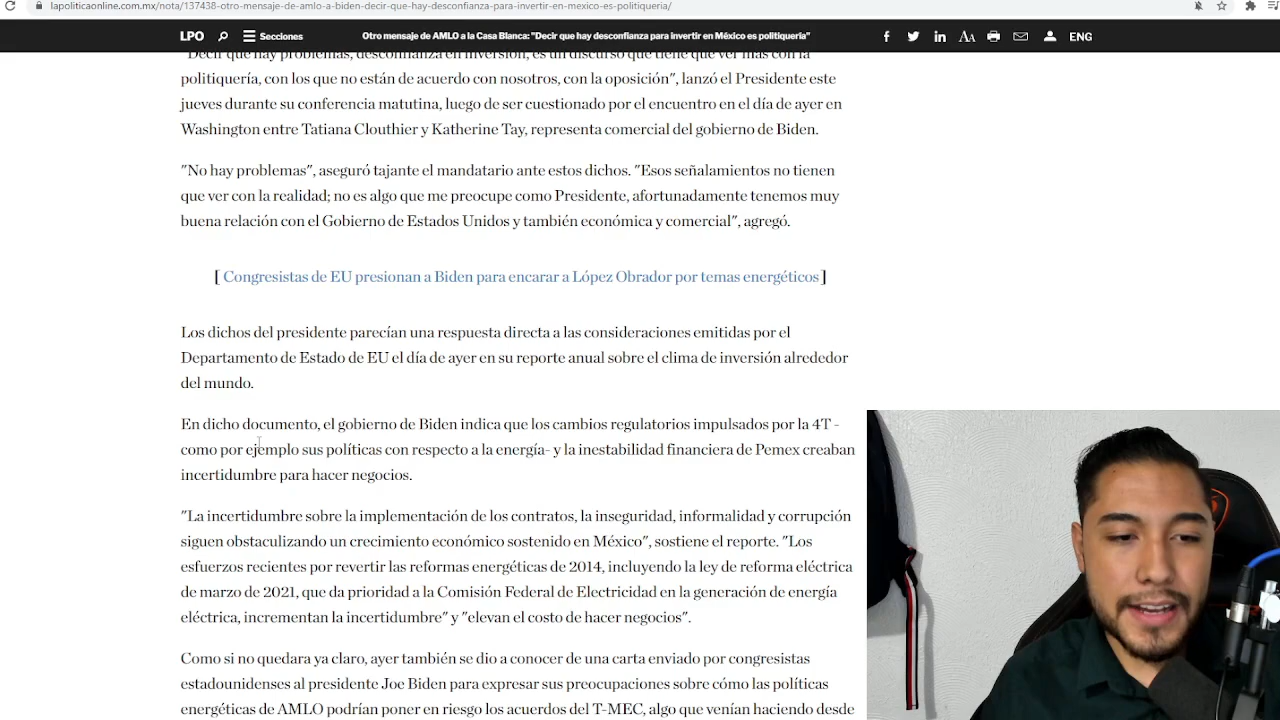 lapoliticaonline.com.mx/nota/137438-otro-mensaje-de-amlo-a-biden-decir-que-hay-desconfianza-para-invertir-en-mexico-es-politiqueria/
LPO Secciones Otro mensaje de AMLO a la Casa Blanca: "Decir que hay desconfianza para invertir en México es politiquería" AA ENG
"Decir que hay problemas, desconfianza en inversión, es un discurso que tiene que ver más con la
politiquería, con los que no están de acuerdo con nosotros, con la oposición", lanzó el Presidente este
jueves durante su conferencia matutina, luego de ser cuestionado por el encuentro en el día de ayer en
Washington entre Tatiana Clouthier y Katherine Tay, representa comercial del gobierno de Biden.
"No hay problemas", aseguró tajante el mandatario ante estos dichos. "Esos señalamientos no tienen
que ver con la realidad; no es algo que me preocupe como Presidente, afortunadamente tenemos muy
buena relación con el Gobierno de Estados Unidos y también económica y comercial", agregó.
[ Congresistas de EU presionan a Biden para encarar a López Obrador por temas energéticos ]
Los dichos del presidente parecían una respuesta directa a las consideraciones emitidas por el
Departamento de Estado de EU el día de ayer en su reporte anual sobre el clima de inversión alrededor
del mundo.
En dicho documento, el gobierno de Biden indica que los cambios regulatorios impulsados por la 4T -
como por ejemplo sus políticas con respecto a la energía- y la inestabilidad financiera de Pemex creaban
incertidumbre para hacer negocios.
"La incertidumbre sobre la implementación de los contratos, la inseguridad, informalidad y corrupción
siguen obstaculizando un crecimiento económico sostenido en México", sostiene el reporte. "Los
esfuerzos recientes por revertir las reformas energéticas de 2014, incluyendo la ley de reforma eléctrica
de marzo de 2021, que da prioridad a la Comisión Federal de Electricidad en la generación de energía
eléctrica, incrementan la incertidumbre" y "elevan el costo de hacer negocios".
Como si no quedara ya claro, ayer también se dio a conocer de una carta enviado por congresistas
estadounidenses al presidente Joe Biden para expresar sus preocupaciones sobre cómo las políticas
energéticas de AMLO podrían poner en riesgo los acuerdos del T-MEC, algo que venían haciendo desde